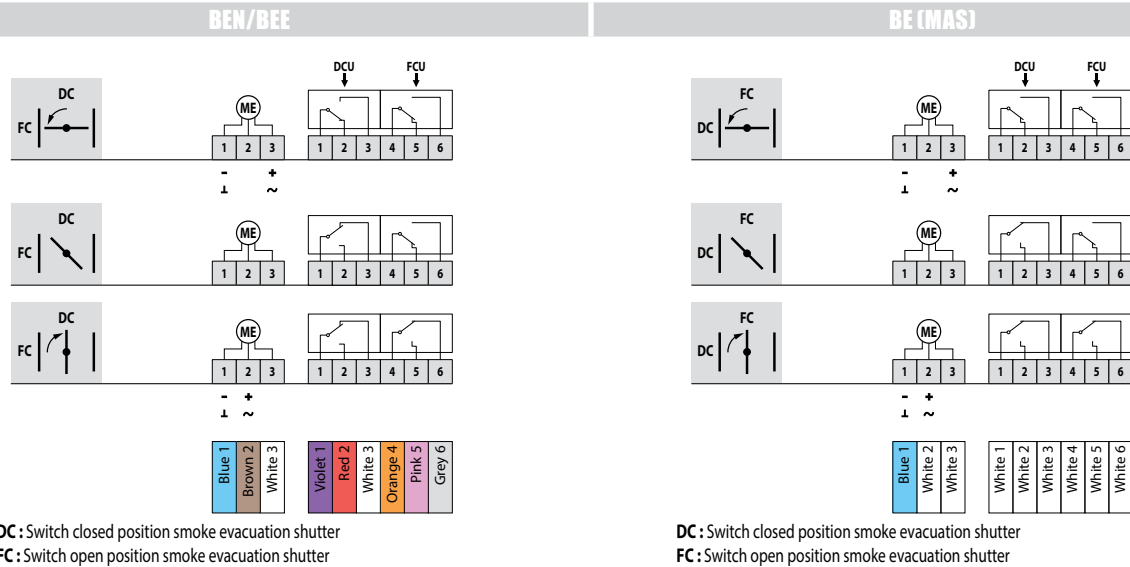 BEN/BEE
BE (MAS)
DCU FCU
DC
FC
ME
1 2 3 1 2 3 4 5 6
- +
⊥ ~
DC
FC
ME
1 2 3 1 2 3 4 5 6
DC
FC
ME
1 2 3 1 2 3 4 5 6
- +
⊥ ~
Blue 1
Brown 2
White 3
Violet 1
Red 2
White 3
Orange 4
Pink 5
Grey 6
DC : Switch closed position smoke evacuation shutter
FC : Switch open position smoke evacuation shutter
DCU FCU
FC
DC
ME
1 2 3 1 2 3 4 5 6
- +
⊥ ~
FC
DC
ME
1 2 3 1 2 3 4 5 6
FC
DC
ME
1 2 3 1 2 3 4 5 6
- +
⊥ ~
Blue 1
White 2
White 3
White 1
White 2
White 3
White 4
White 5
White 6
DC : Switch closed position smoke evacuation shutter
FC : Switch open position smoke evacuation shutter